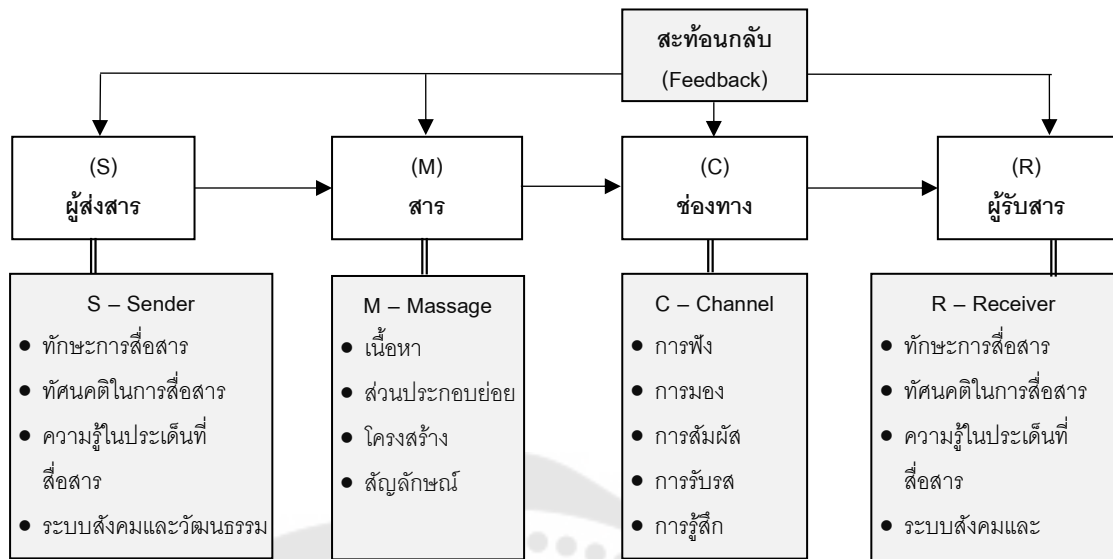 สะท้อนกลับ
(Feedback)
(S)
ผู้ส่งสาร
(M)
สาร
(C)
ช่องทาง
(R)
ผู้รับสาร
S – Sender
● ทักษะการสื่อสาร
● ทัศนคติในการสื่อสาร
● ความรู้ในประเด็นที่
สื่อสาร
● ระบบสังคมและวัฒนธรรม
M – Massage
● เนื้อหา
● ส่วนประกอบย่อย
● โครงสร้าง
● สัญลักษณ์
C – Channel
● การฟัง
● การมอง
● การสัมผัส
● การรับรส
● การรู้สึก
R – Receiver
● ทักษะการสื่อสาร
● ทัศนคติในการสื่อสาร
● ความรู้ในประเด็นที่
สื่อสาร
● ระบบสังคมและ